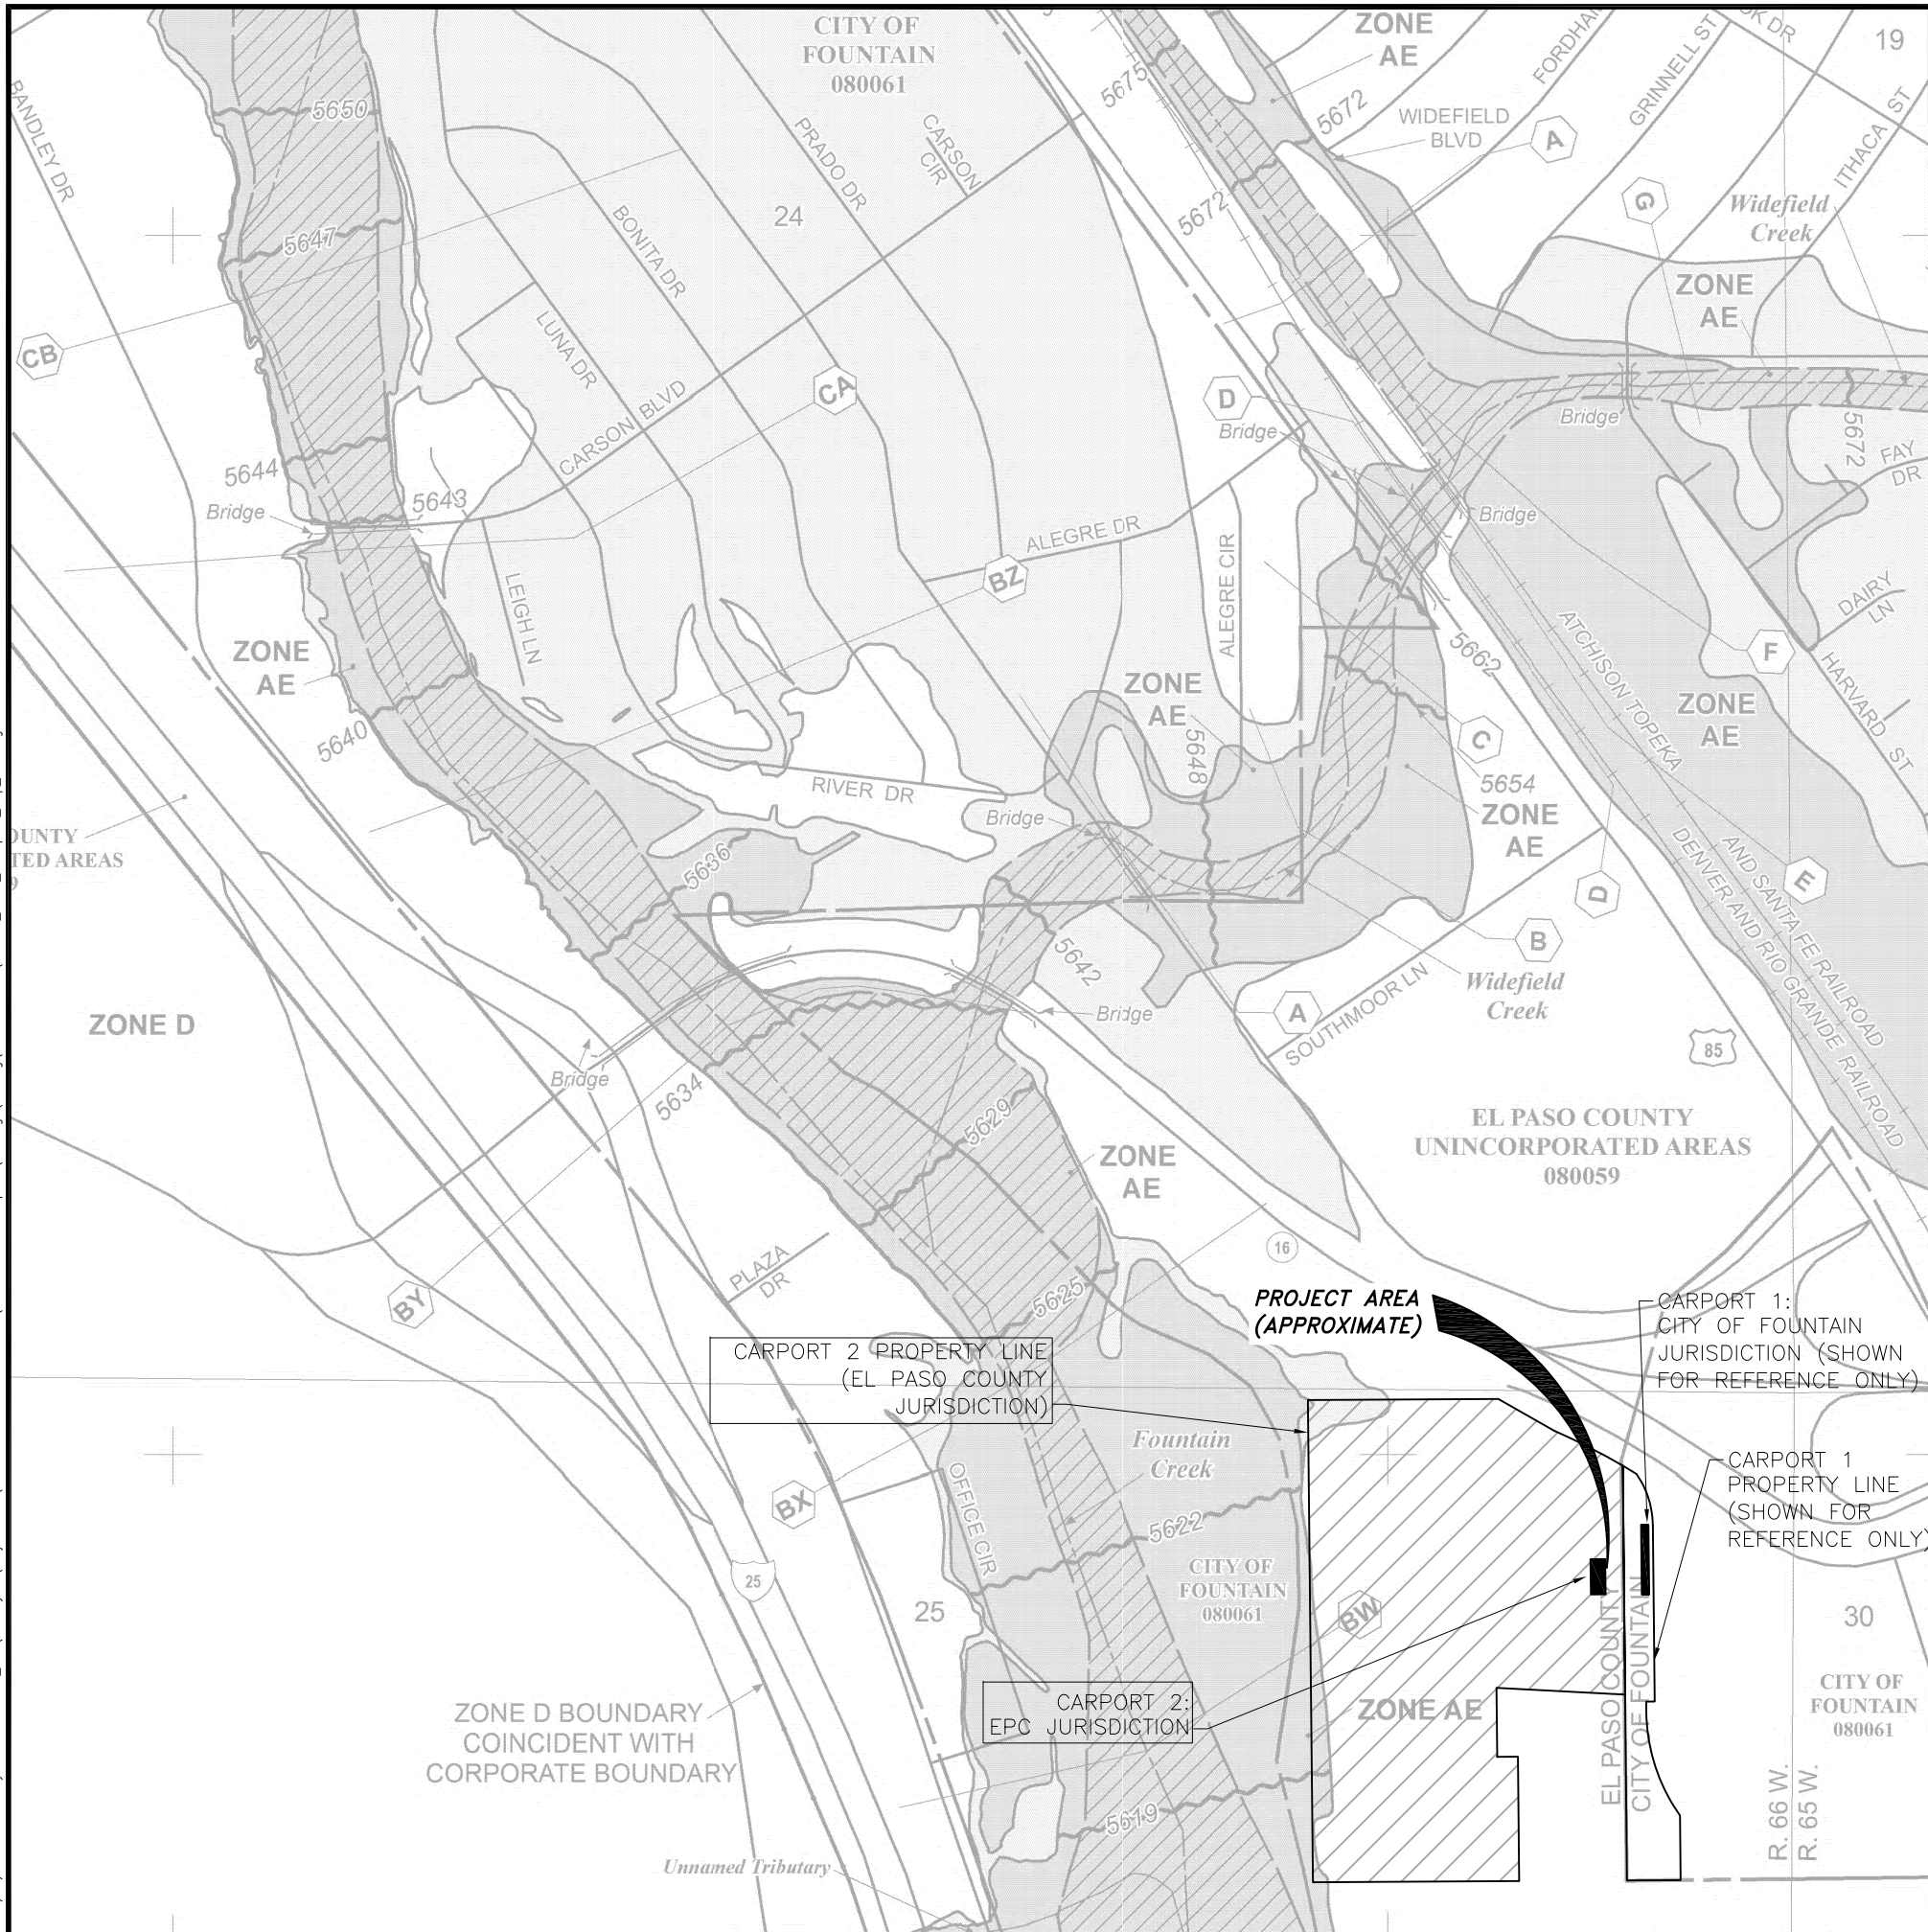 CITY OF
FOUNTAIN
080061
ZONE
AE
GRINNELL ST
19
BANDLEY DR
5650
5675
5672
WIDEFIELD
BLVD
A
ITHACA ST
PRADO DR
CARSON
CIR
24
5647
BONITA DR
5672
G
Widefield
Creek
ZONE
AE
CB
LUNA DR
CA
CARSON BLVD
D
Bridge
Bridge
5672
FAY
DR
5644
5643
Bridge
Bridge
ALEGRE DR
BZ
ALEGRE CIR
LEIGH LN
DAIRY
LN
ZONE
AE
ATCHISON TOPEKA
5662
F
HARVARD ST
ZONE
AE
5648
ZONE
AE
5640
C
5654
ZONE
AE
RIVER DR
Bridge
TED AREAS
5636
DENVER AND RIO GRANDE RAILROAD
AND SANTA FE RAILROAD
E
D
B
5642
Widefield
Creek
ZONE D
A
SOUTHMOOR LN
Bridge
85
Bridge
5634
5629
EL PASO COUNTY
UNINCORPORATED AREAS
080059
ZONE
AE
PLAZA
DR
16
BY
5625
PROJECT AREA
(APPROXIMATE)
CARPORT 1:
CITY OF FOUNTAIN
JURISDICTION (SHOWN
FOR REFERENCE ONLY)
CARPORT 2 PROPERTY LINE
(EL PASO COUNTY
JURISDICTION)
Fountain
Creek
CARPORT 1
PROPERTY LINE
(SHOWN FOR
REFERENCE ONLY)
BX
OFFICE CIR
5622
25
CITY OF
FOUNTAIN
080061
BW
25
30
EL PASO COUNTY
CITY OF FOUNTAIN
CARPORT 2:
EPC JURISDICTION
ZONE AE
CITY OF
FOUNTAIN
080061
ZONE D BOUNDARY
COINCIDENT WITH
CORPORATE BOUNDARY
R. 66 W.
R. 65 W.
5619
Unnamed Tributary